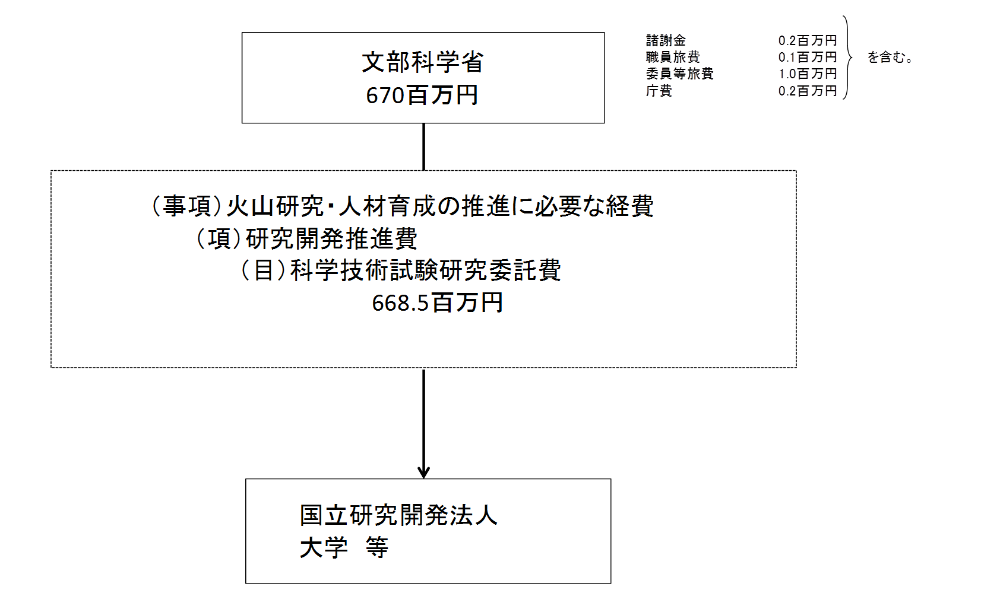 文部科学省
670百万円
諸謝金 0.2百万円
職員旅費 0.1百万円
委員等旅費 1.0百万円
庁費 0.2百万円
を含む。
（事項）火山研究・人材育成の推進に必要な経費
（項）研究開発推進費
（目）科学技術試験研究委託費
668.5百万円
国立研究開発法人
大学　等